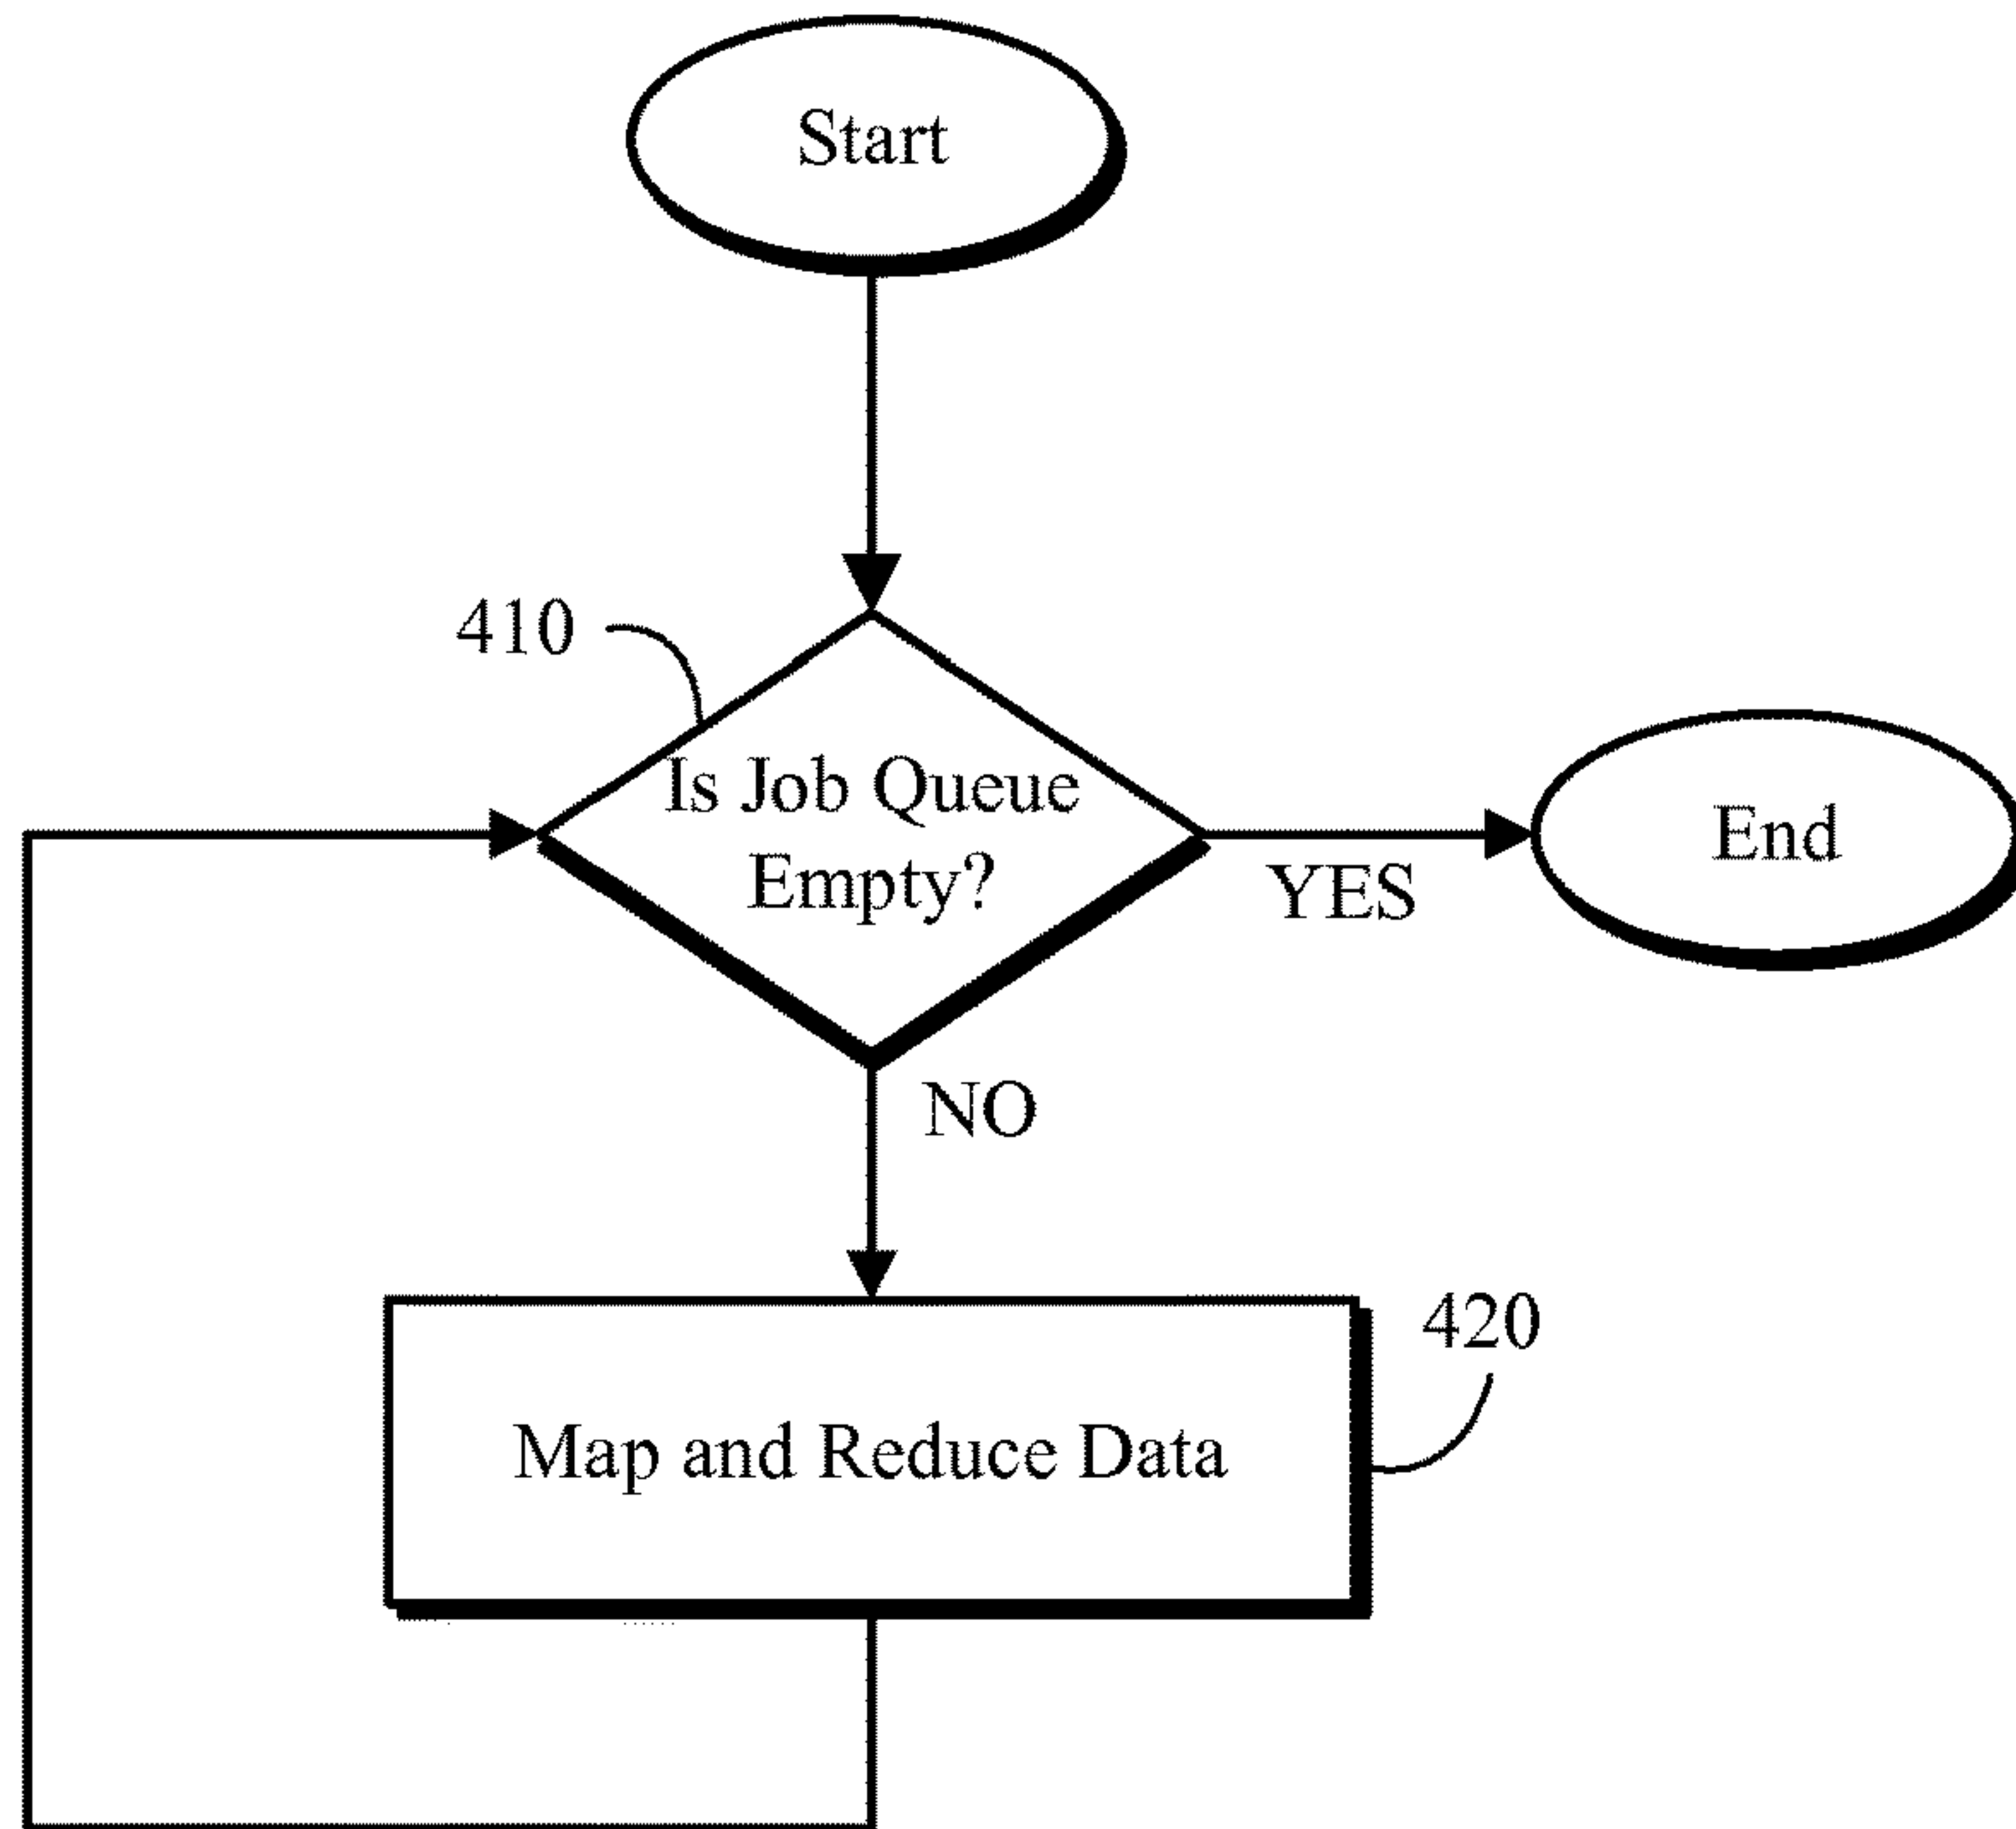 Start
410
Is Job Queue
Empty?
YES
End
NO
420
Map and Reduce Data